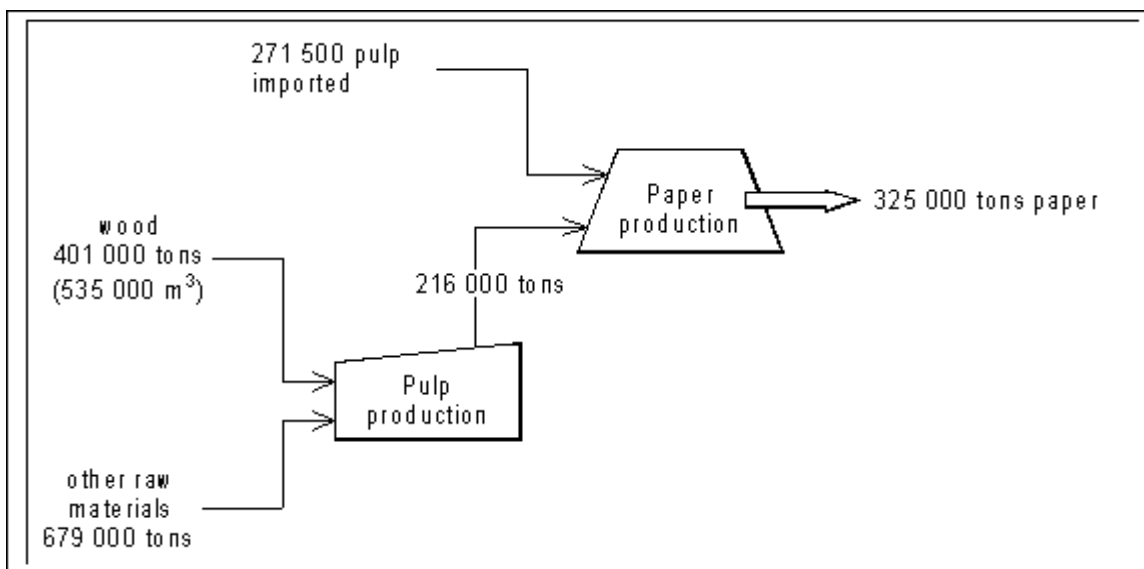 271 500 pulp
imported
Paper
production
325 000 tons paper
wood
401 000 tons
(535 000 m³)
216 000 tons
Pulp
production
other raw
materials
679 000 tons